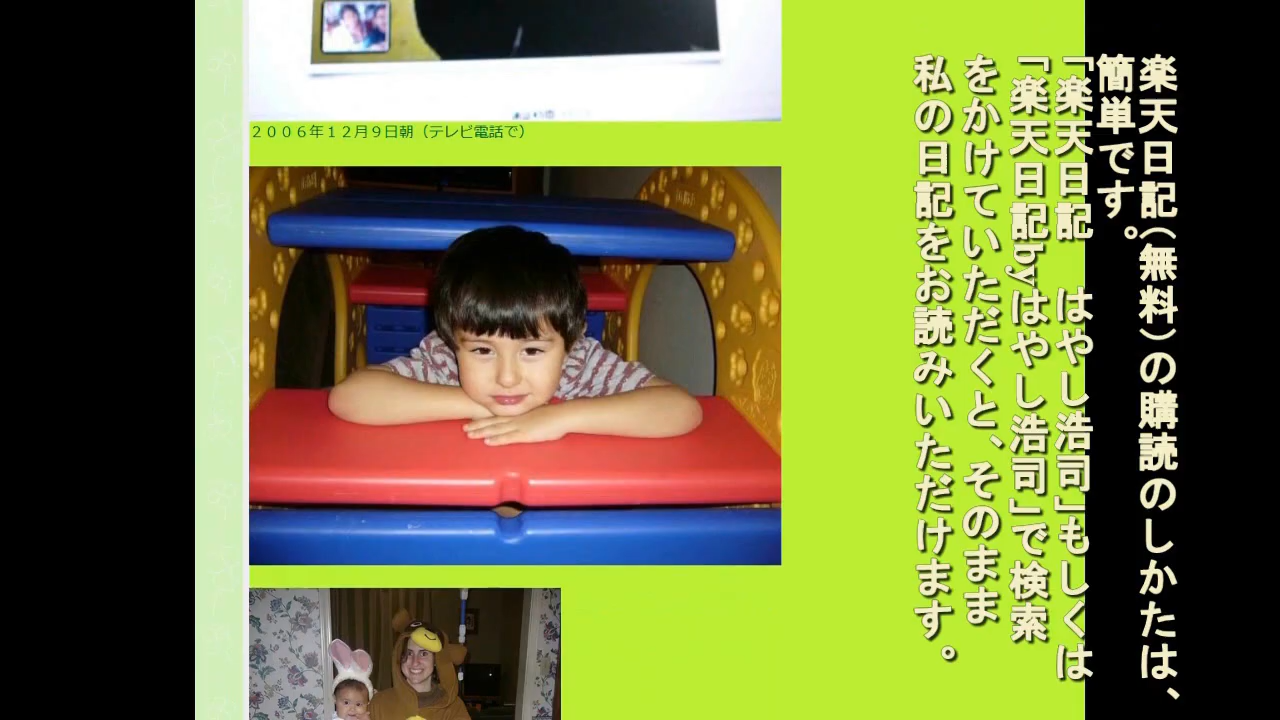 楽天日記（無料）の購読のしかたは、
簡単です。
「楽天日記　はやし浩司」もしくは
「楽天日記byはやし浩司」で検索
をかけていただくと、そのまま
私の日記をお読みいただけます。
２００６年１２月９日朝（テレビ電話で）